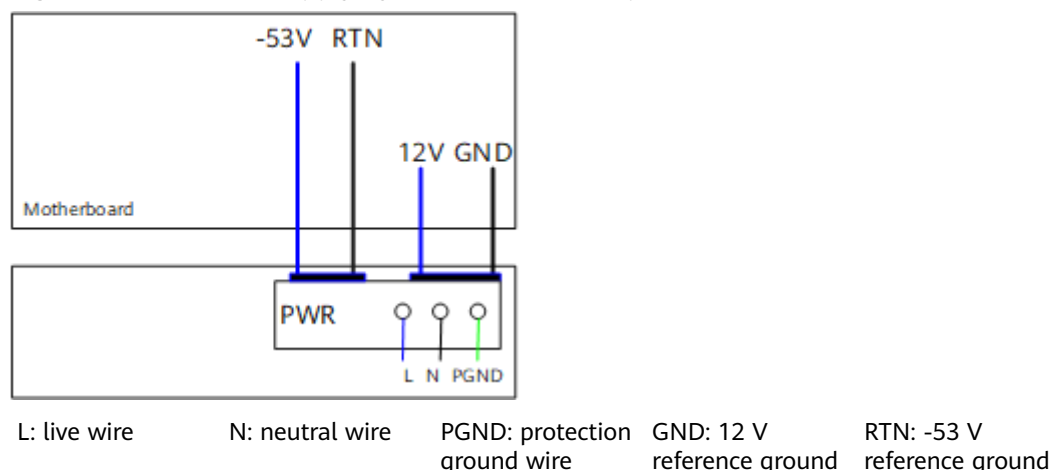 -53V RTN
12V GND
Motherboard
PWR
L N PGND
L: live wire N: neutral wire PGND: protection ground wire GND: 12 V reference ground RTN: -53 V reference ground